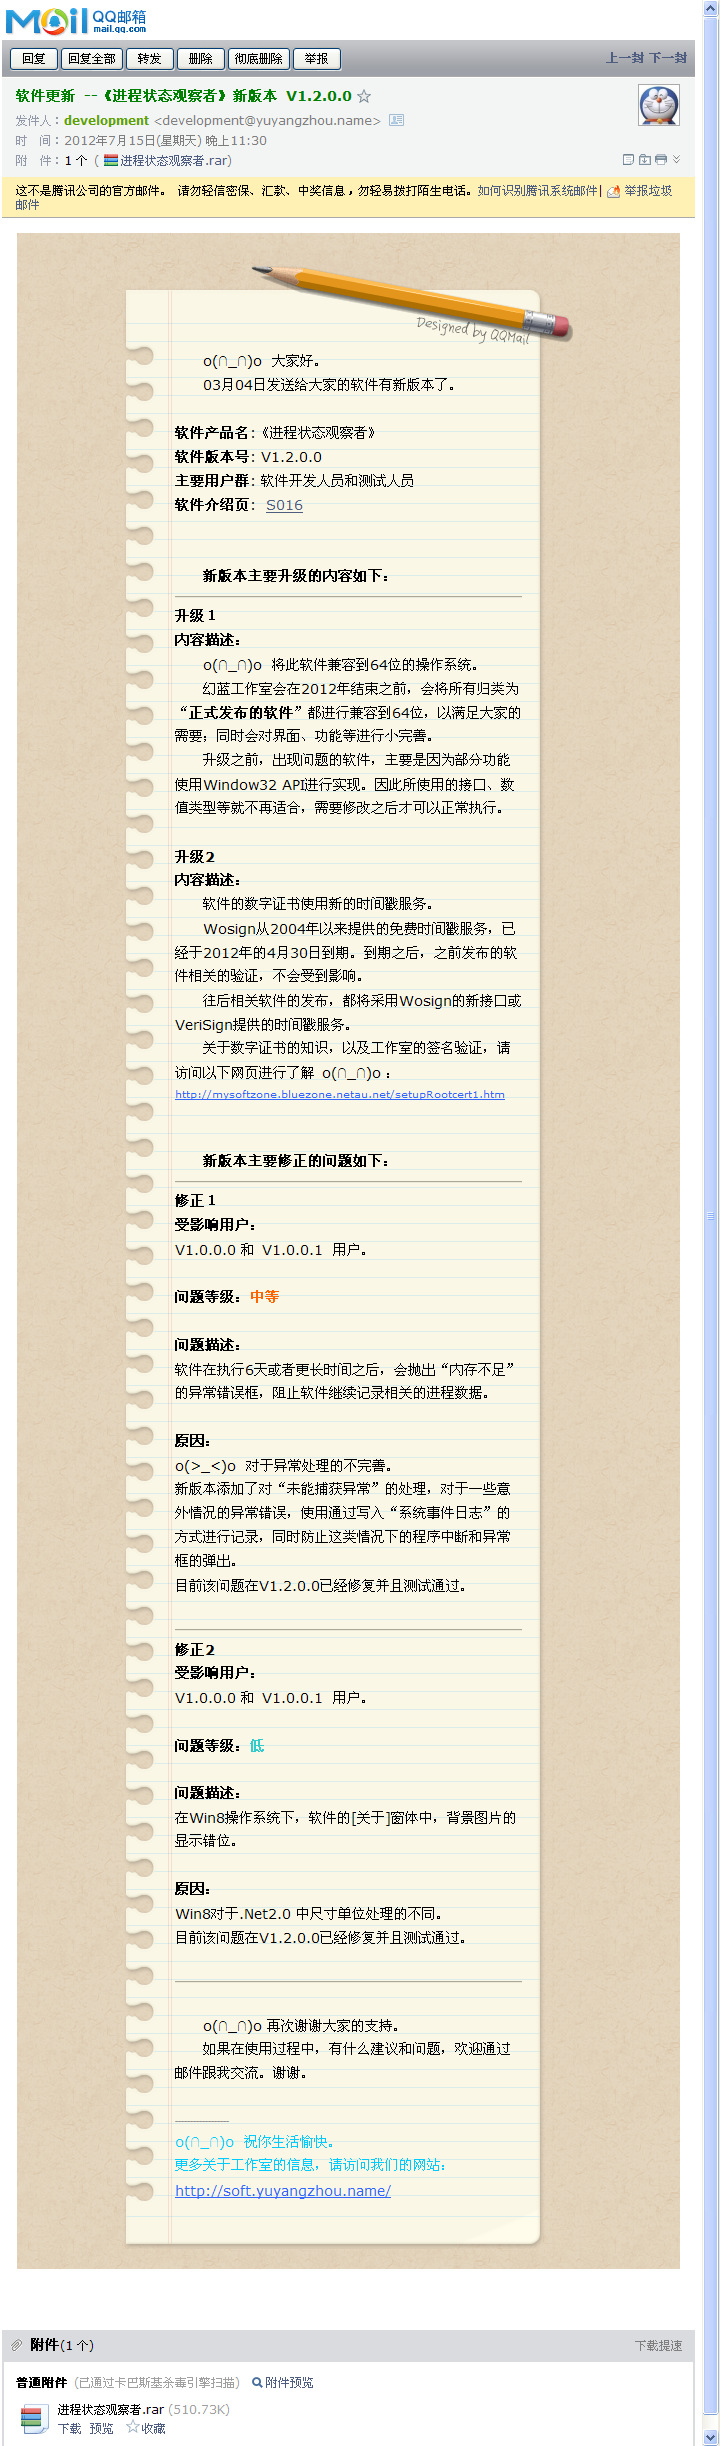 Mail QQ邮箱
mail.qq.com
回复 回复全部 转发 删除 彻底删除 举报 上一封 下一封
软件更新 --《进程状态观察者》新版本 V1.2.0.0
发件人：development <development@yuyangzhou.name>
时 间：2012年7月15日(星期天) 晚上11:30
附 件：1 个 ( 进程状态观察者.rar)
这不是腾讯公司的官方邮件。 请勿轻信密保、汇款、中奖信息，勿轻易拨打陌生电话。如何识别腾讯系统邮件| 举报垃圾
邮件
Designed by QQMail
o(∩_∩)o 大家好。
03月04日发送给大家的软件有新版本了。
软件产品名：《进程状态观察者》
软件版本号：V1.2.0.0
主要用户群：软件开发人员和测试人员
软件介绍页： S016
新版本主要升级的内容如下：
升级１
内容描述：
o(∩_∩)o 将此软件兼容到64位的操作系统。
幻蓝工作室会在2012年结束之前，会将所有归类为
“正式发布的软件”都进行兼容到64位，以满足大家的
需要；同时会对界面、功能等进行小完善。
升级之前，出现问题的软件，主要是因为部分功能
使用Window32 API进行实现。因此所使用的接口、数
值类型等就不再适合，需要修改之后才可以正常执行。
升级2
内容描述：
软件的数字证书使用新的时间戳服务。
Wosign从2004年以来提供的免费时间戳服务，已
经于2012年的4月30日到期。到期之后，之前发布的软
件相关的验证，不会受到影响。
往后相关软件的发布，都将采用Wosign的新接口或
VeriSign提供的时间戳服务。
关于数字证书的知识，以及工作室的签名验证，请
访问以下网页进行了解 o(∩_∩)o ：
http://mysoftzone.bluezone.netau.net/setupRootcert1.htm
新版本主要修正的问题如下：
修正１
受影响用户：
V1.0.0.0 和 V1.0.0.1 用户。
问题等级：中等
问题描述：
软件在执行6天或者更长时间之后，会抛出“内存不足”
的异常错误框，阻止软件继续记录相关的进程数据。
原因：
o(>_<)o 对于异常处理的不完善。
新版本添加了对“未能捕获异常”的处理，对于一些意
外情况的异常错误，使用通过写入“系统事件日志”的
方式进行记录，同时防止这类情况下的程序中断和异常
框的弹出。
目前该问题在V1.2.0.0已经修复并且测试通过。
修正2
受影响用户：
V1.0.0.0 和 V1.0.0.1 用户。
问题等级：低
问题描述：
在Win8操作系统下，软件的[关于]窗体中，背景图片的
显示错位。
原因：
Win8对于.Net2.0 中尺寸单位处理的不同。
目前该问题在V1.2.0.0已经修复并且测试通过。
o(∩_∩)o 再次谢谢大家的支持。
如果在使用过程中，有什么建议和问题，欢迎通过
邮件跟我交流。谢谢。
o(∩_∩)o 祝你生活愉快。
更多关于工作室的信息，请访问我们的网站：
http://soft.yuyangzhou.name/
附件(1 个) 下载提速
普通附件 (已通过卡巴斯基杀毒引擎扫描) 附件预览
进程状态观察者.rar (510.73K)
下载 预览 收藏